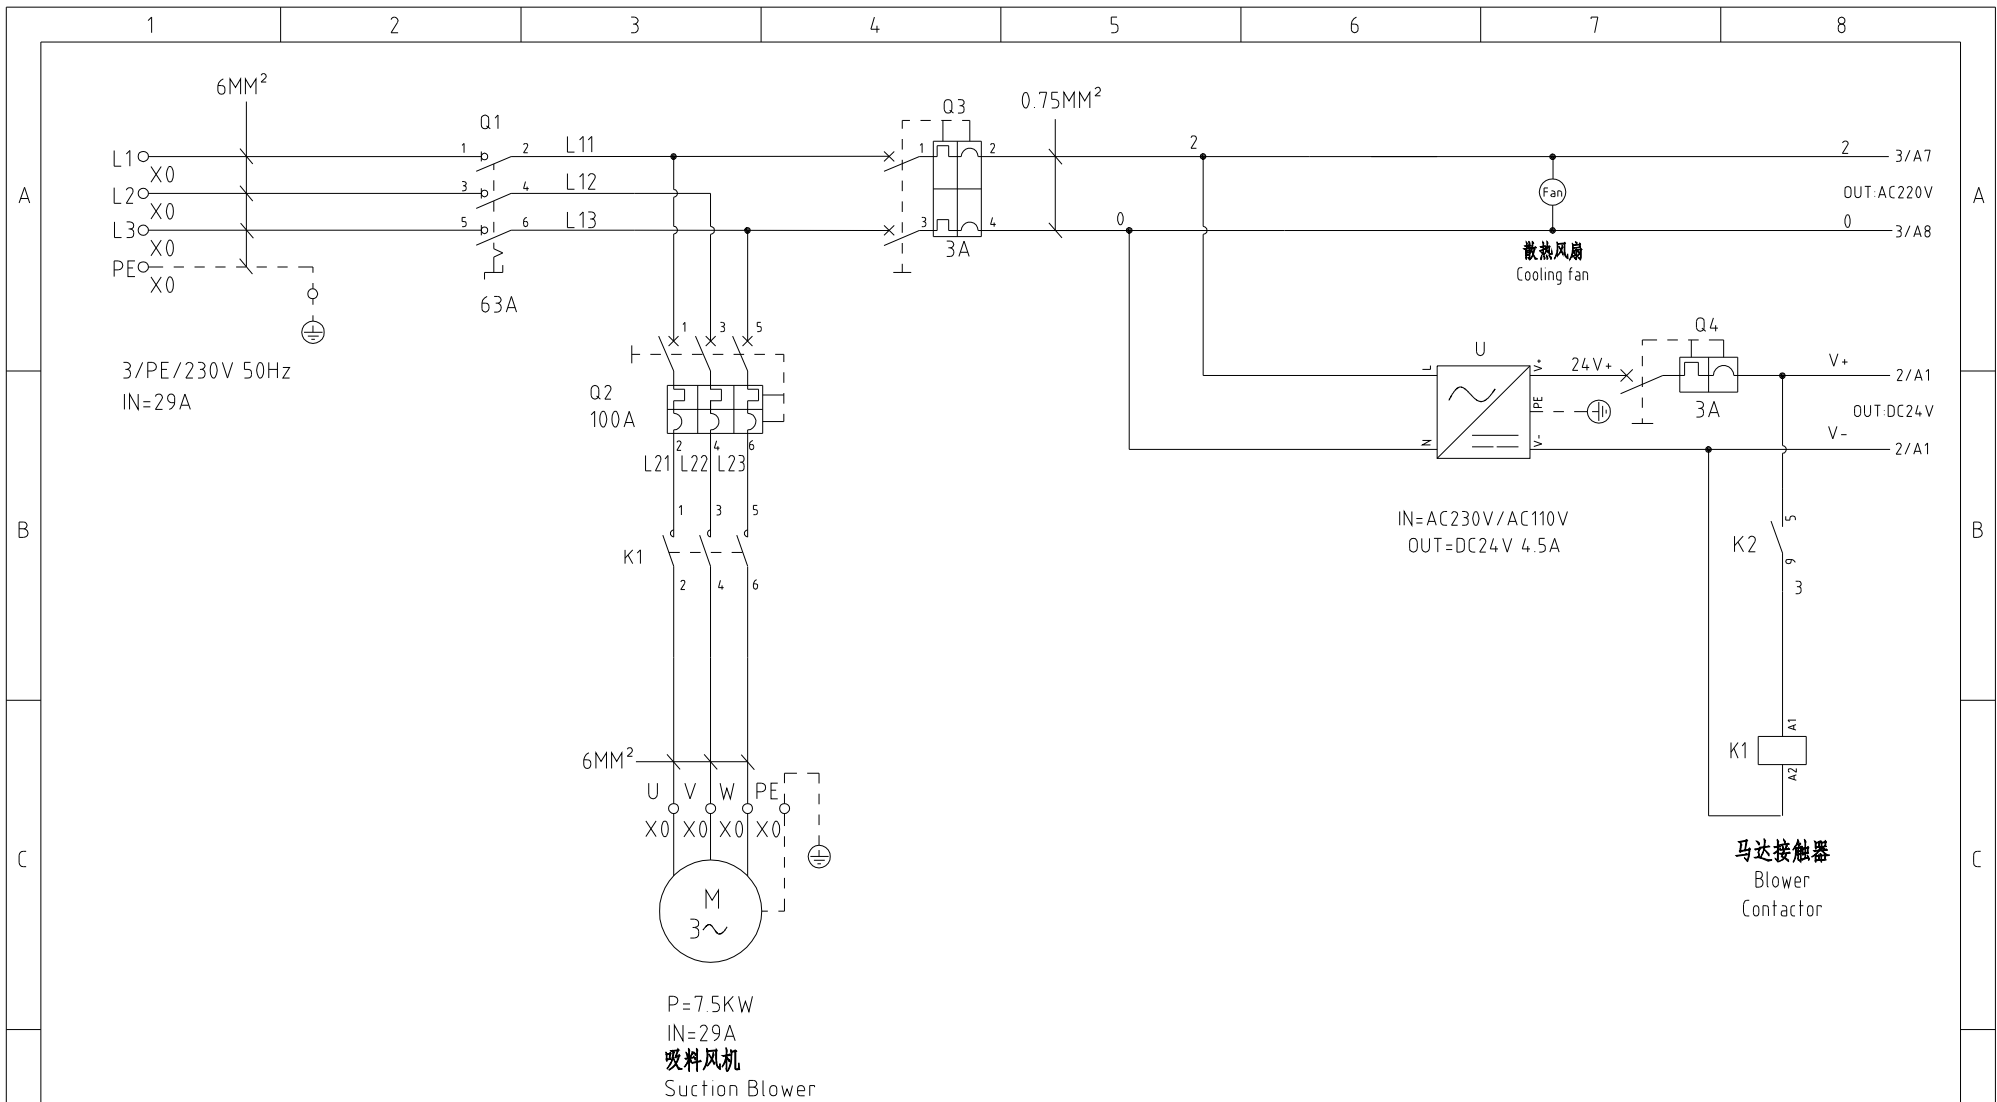 1 2 3 4 5 6 7 8
6MM²
Q1
Q3
0.75MM²
L1 1 2 L11 1 2 2 2 3/A7
X0
A
L2 3 4 L12 Fan OUT:AC220V A
X0
L3 5 6 L13 3 4 0 0 3/A8
X0
PE
X0
63A
3A
散热风扇
Cooling fan
3/PE/230V 50Hz
IN=29A
1 3 5
Q2
100A
2 4 6
L21 L22 L23
U
L V+
PE
N V-
24V+
Q4
3A
V+ 2/A1
OUT:DC24V
V- 2/A1
IN=AC230V/AC110V
OUT=DC24V 4.5A
B
1 3 5
K1
2 4 6
K2
5
9
3
B
6MM²
U V W PE
X0 X0 X0 X0
K1
A1
A2
C
M
3~
马达接触器
Blower
Contactor
C
P=7.5KW
IN=29A
吸料风机
Suction Blower